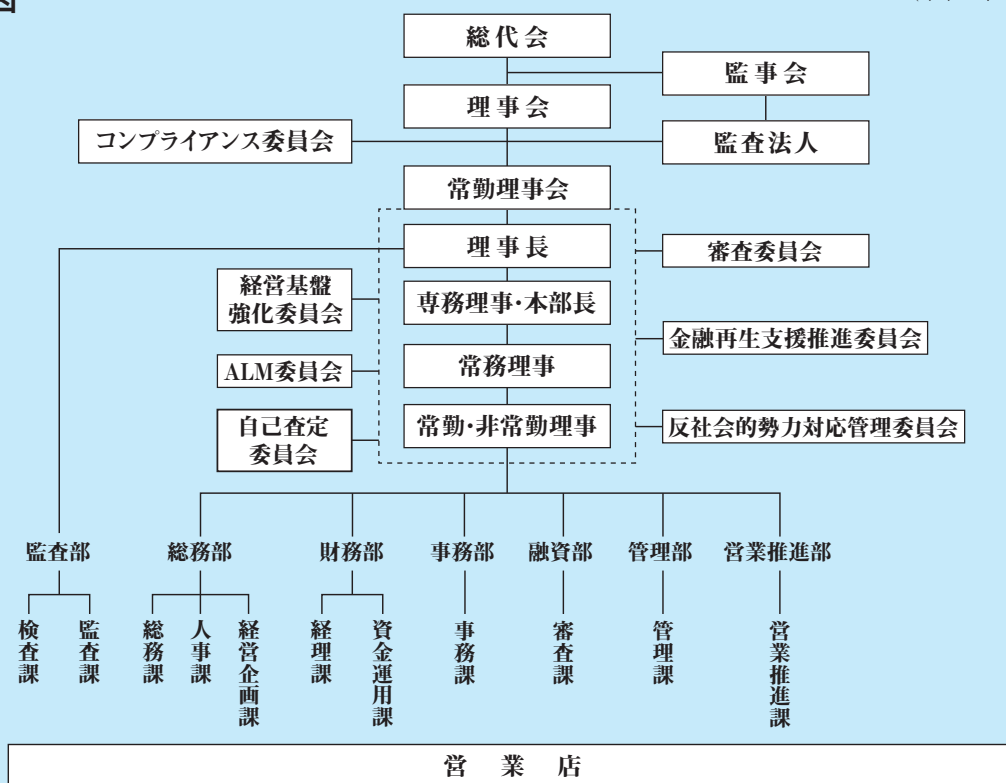 総代会
監事会
理事会
コンプライアンス委員会
監査法人
常勤理事会
理事長
審査委員会
経営基盤
強化委員会
専務理事・本部長
金融再生支援推進委員会
ALM委員会
常務理事
自己査定
委員会
常勤・非常勤理事
反社会的勢力対応管理委員会
監査部
総務部
財務部
事務部
融資部
管理部
営業推進部
検査課
監査課
総務課
人事課
経営企画課
経理課
資金運用課
事務課
審査課
管理課
営業推進課
営業店